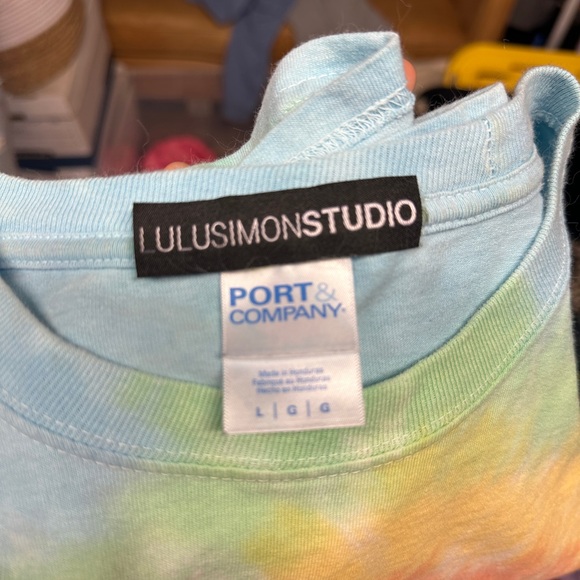 LULUSIMONSTUDIO
PORT&
COMPANY
Made in Honduras
Fabriqué au Honduras
Hecho en Honduras
L | G | G